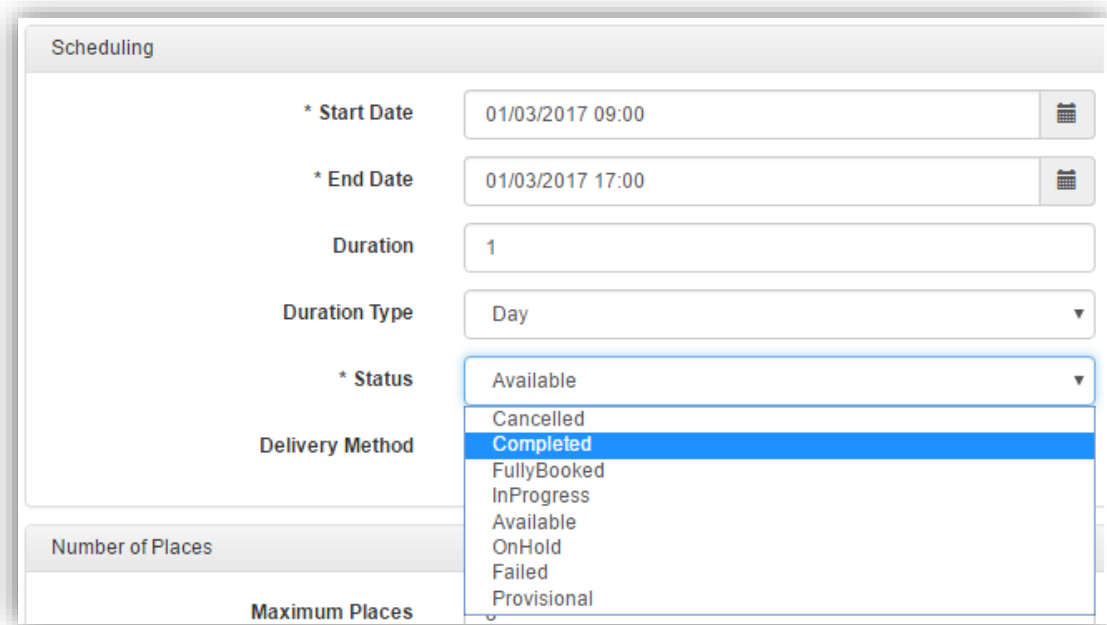 Scheduling
* Start Date 01/03/2017 09:00
* End Date 01/03/2017 17:00
Duration 1
Duration Type Day
* Status Available
Cancelled
Delivery Method Completed
FullyBooked
InProgress
Available
Number of Places OnHold
Failed
Maximum Places Provisional